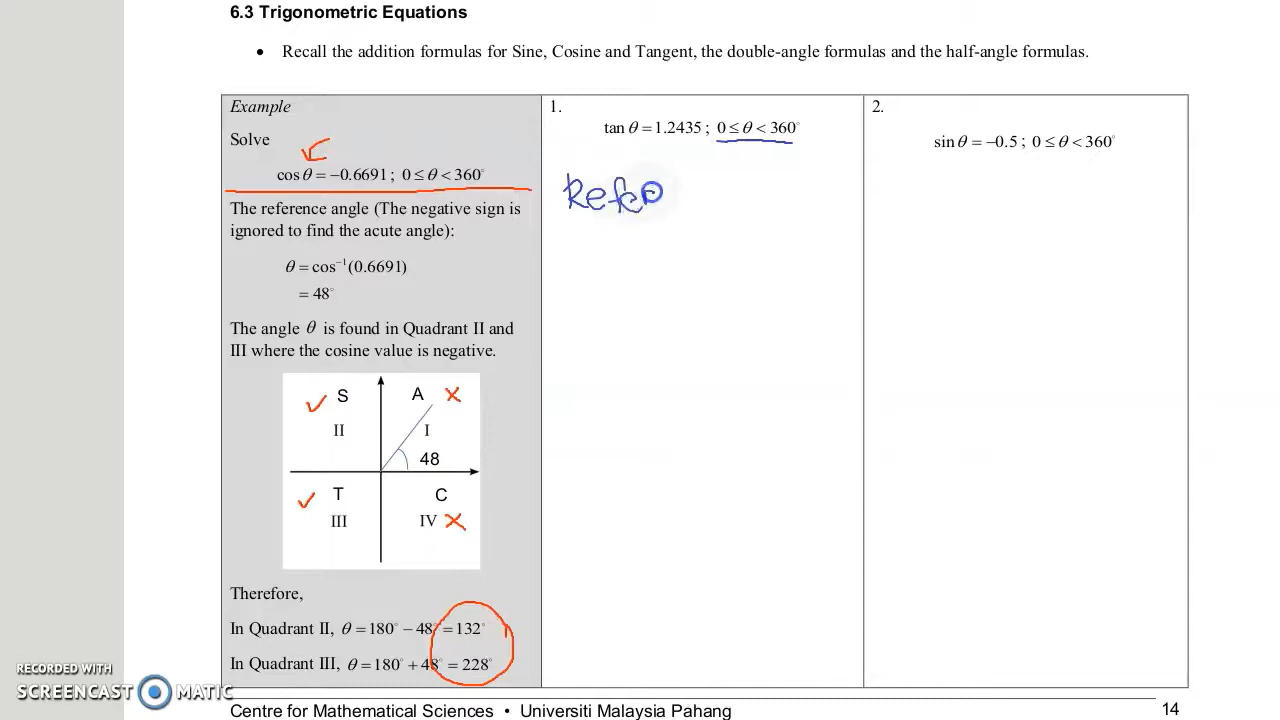 6.3 Trigonometric Equations
• Recall the addition formulas for Sine, Cosine and Tangent, the double-angle formulas and the half-angle formulas.
Example
Solve
cos θ = −0.6691 ; 0 ≤ θ < 360°
The reference angle (The negative sign is
ignored to find the acute angle):
θ = cos⁻¹(0.6691)
= 48°
The angle θ is found in Quadrant II and
III where the cosine value is negative.
S A
II I
48
T C
III IV
Therefore,
In Quadrant II, θ = 180° − 48° = 132°
In Quadrant III, θ = 180° + 48° = 228°
1.
tan θ = 1.2435 ; 0 ≤ θ < 360°
2.
sin θ = −0.5 ; 0 ≤ θ < 360°
RECORDED WITH
SCREENCAST MATIC
Centre for Mathematical Sciences • Universiti Malaysia Pahang
14